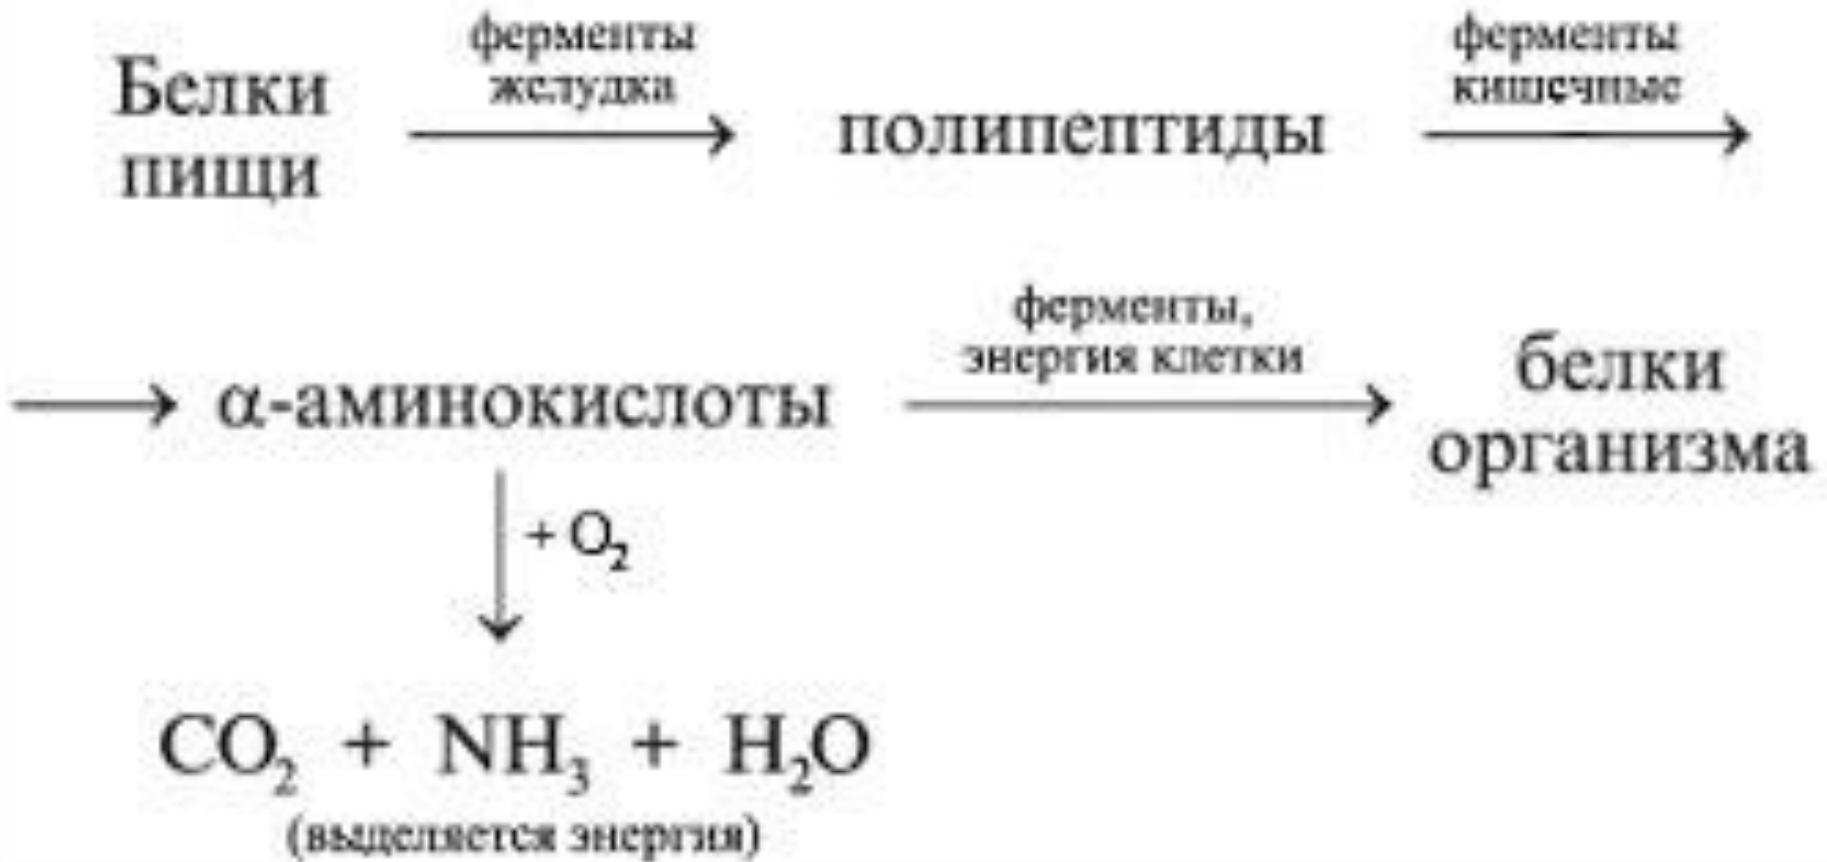 ферменты
желудка
Белки
пищи
полипептиды
ферменты
кишечные
α-аминокислоты
ферменты,
энергия клетки
белки
организма
+ O₂
CO₂ + NH₃ + H₂O
(выделяется энергия)